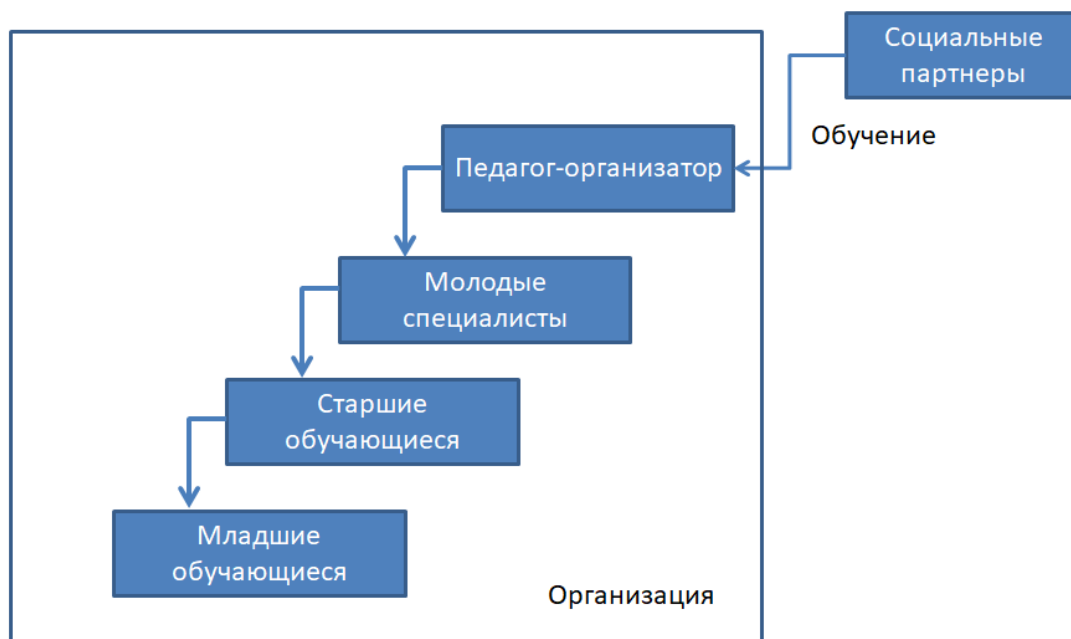 Социальные
партнеры
Обучение
Педагог-организатор
Молодые
специалисты
Старшие
обучающиеся
Младшие
обучающиеся
Организация